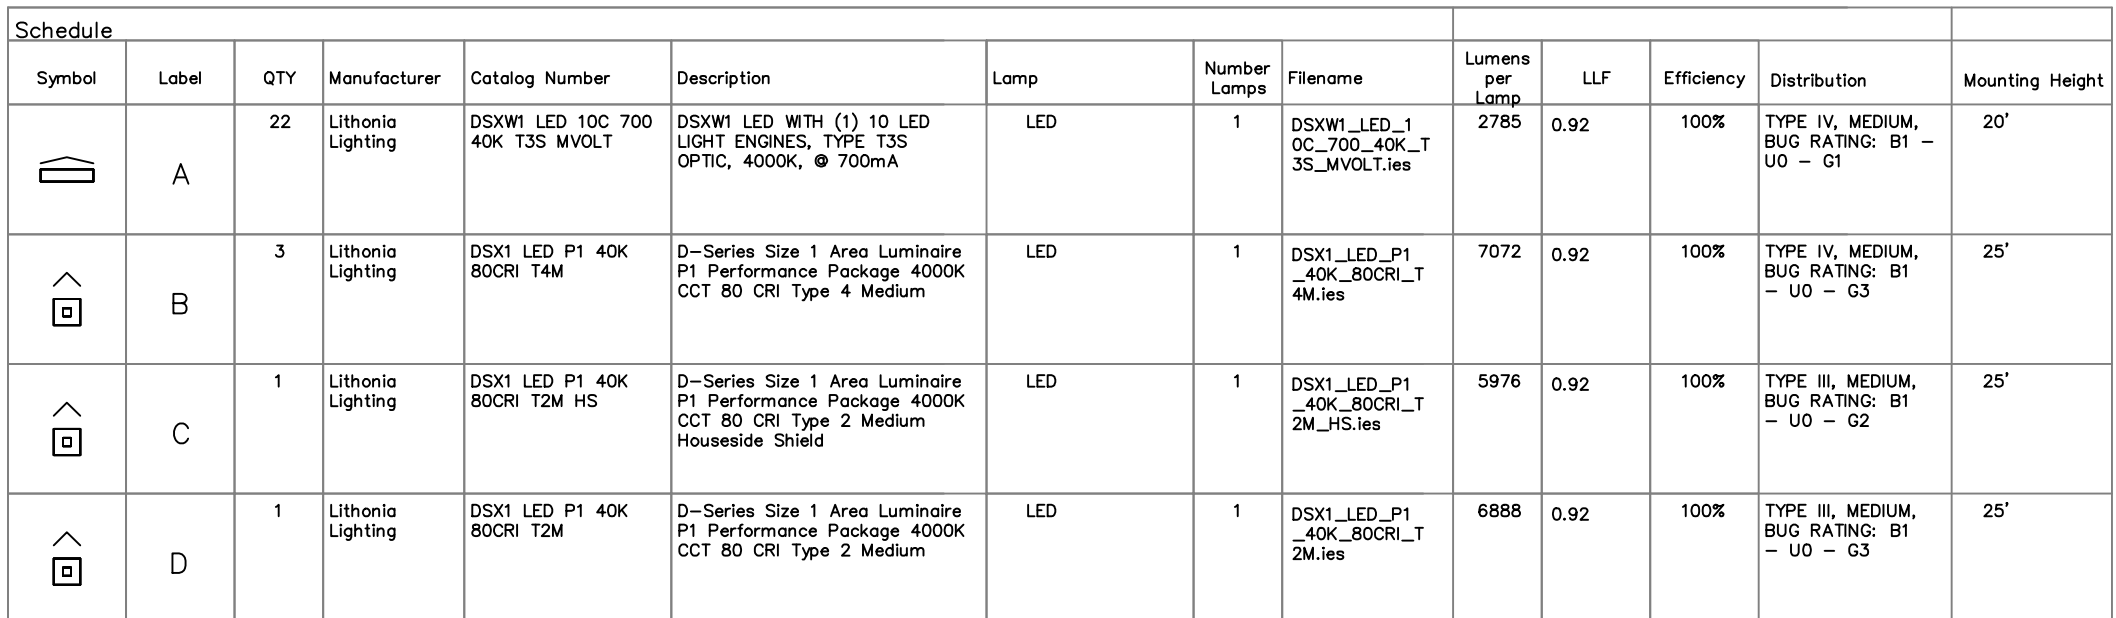 Schedule
Symbol
Label
QTY
Manufacturer
Catalog Number
Description
Lamp
Number
Lamps
Filename
Lumens
per
Lamp
LLF
Efficiency
Distribution
Mounting Height
A
22
Lithonia
Lighting
DSXW1 LED 10C 700
40K T3S MVOLT
DSXW1 LED WITH (1) 10 LED
LIGHT ENGINES, TYPE T3S
OPTIC, 4000K, @ 700mA
LED
1
DSXW1_LED_1
0C_700_40K_T
3S_MVOLT.ies
2785
0.92
100%
TYPE IV, MEDIUM,
BUG RATING: B1 -
U0 - G1
20'
B
3
Lithonia
Lighting
DSX1 LED P1 40K
80CRI T4M
D-Series Size 1 Area Luminaire
P1 Performance Package 4000K
CCT 80 CRI Type 4 Medium
LED
1
DSX1_LED_P1
_40K_80CRI_T
4M.ies
7072
0.92
100%
TYPE IV, MEDIUM,
BUG RATING: B1
- U0 - G3
25'
C
1
Lithonia
Lighting
DSX1 LED P1 40K
80CRI T2M HS
D-Series Size 1 Area Luminaire
P1 Performance Package 4000K
CCT 80 CRI Type 2 Medium
Houseside Shield
LED
1
DSX1_LED_P1
_40K_80CRI_T
2M_HS.ies
5976
0.92
100%
TYPE III, MEDIUM,
BUG RATING: B1
- U0 - G2
25'
D
1
Lithonia
Lighting
DSX1 LED P1 40K
80CRI T2M
D-Series Size 1 Area Luminaire
P1 Performance Package 4000K
CCT 80 CRI Type 2 Medium
LED
1
DSX1_LED_P1
_40K_80CRI_T
2M.ies
6888
0.92
100%
TYPE III, MEDIUM,
BUG RATING: B1
- U0 - G3
25'